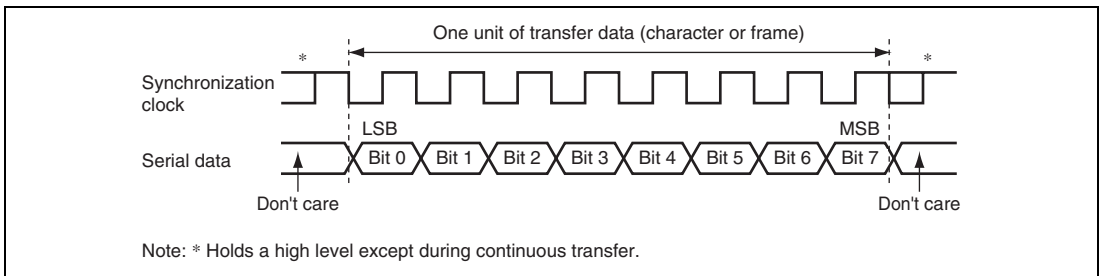 One unit of transfer data (character or frame)
* *
Synchronization
clock
LSB MSB
Serial data Bit 0 Bit 1 Bit 2 Bit 3 Bit 4 Bit 5 Bit 6 Bit 7
Don't care Don't care
Note: * Holds a high level except during continuous transfer.